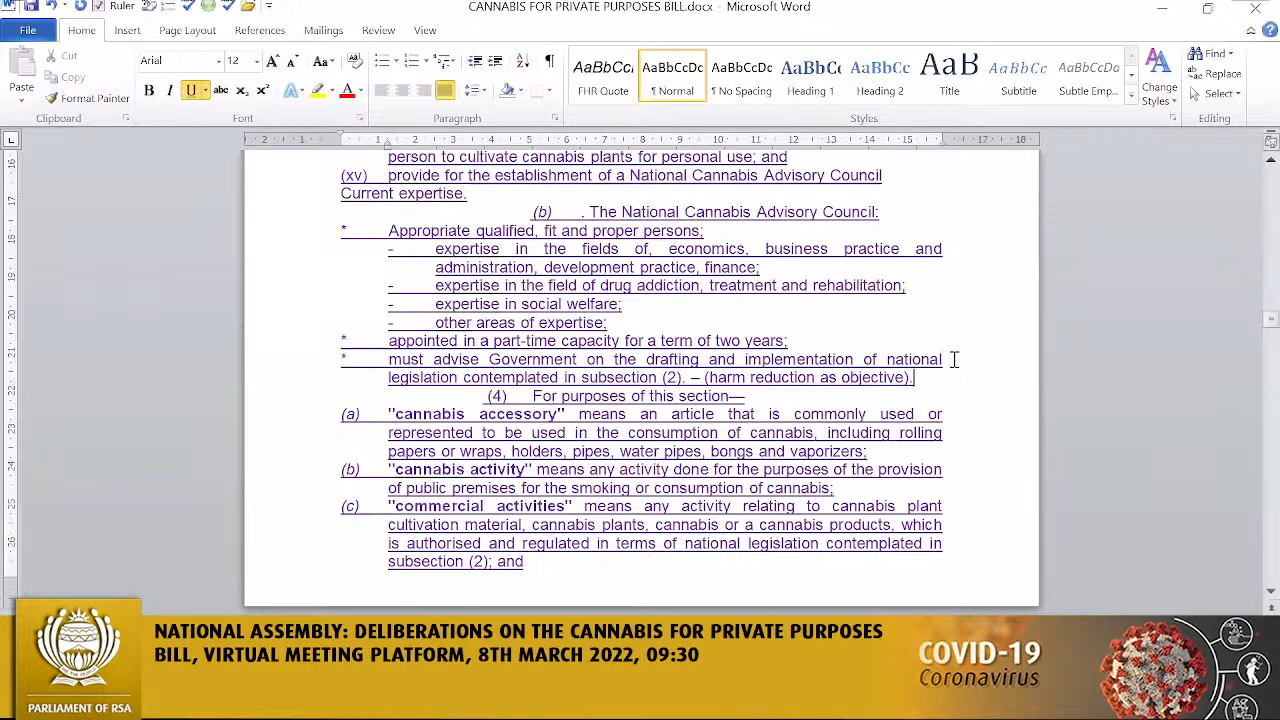 Ruler
CANNABIS FOR PRIVATE PURPOSES BILL.docx - Microsoft Word
File Home Insert Page Layout References Mailings Review View
Paste
Cut
Copy
Format Painter
Clipboard
Arial 12
B I U abc x₂ x² A A
Font
Paragraph
AaBbCcI
FHR Quote
AaBbCcDc
¶ Normal
AaBbCcDc
¶ No Spacing
AaBbC
Heading 1
AaBbCc
Heading 2
AaB
Title
AaBbCc
Subtitle
AaBbCcDc
Subtle Emp...
Change Styles
Styles
Find
Replace
Select
Editing
person to cultivate cannabis plants for personal use; and
(xv) provide for the establishment of a National Cannabis Advisory Council
Current expertise.
(b) . The National Cannabis Advisory Council:
* Appropriate qualified, fit and proper persons;
- expertise in the fields of, economics, business practice and
administration, development practice, finance;
- expertise in the field of drug addiction, treatment and rehabilitation;
- expertise in social welfare;
- other areas of expertise;
* appointed in a part-time capacity for a term of two years;
* must advise Government on the drafting and implementation of national
legislation contemplated in subsection (2). – (harm reduction as objective).
(4) For purposes of this section—
(a) "cannabis accessory" means an article that is commonly used or
represented to be used in the consumption of cannabis, including rolling
papers or wraps, holders, pipes, water pipes, bongs and vaporizers;
(b) "cannabis activity" means any activity done for the purposes of the provision
of public premises for the smoking or consumption of cannabis;
(c) "commercial activities" means any activity relating to cannabis plant
cultivation material, cannabis plants, cannabis or a cannabis products, which
is authorised and regulated in terms of national legislation contemplated in
subsection (2); and
NATIONAL ASSEMBLY: DELIBERATIONS ON THE CANNABIS FOR PRIVATE PURPOSES
BILL, VIRTUAL MEETING PLATFORM, 8TH MARCH 2022, 09:30
PARLIAMENT OF RSA
COVID-19
Coronavirus